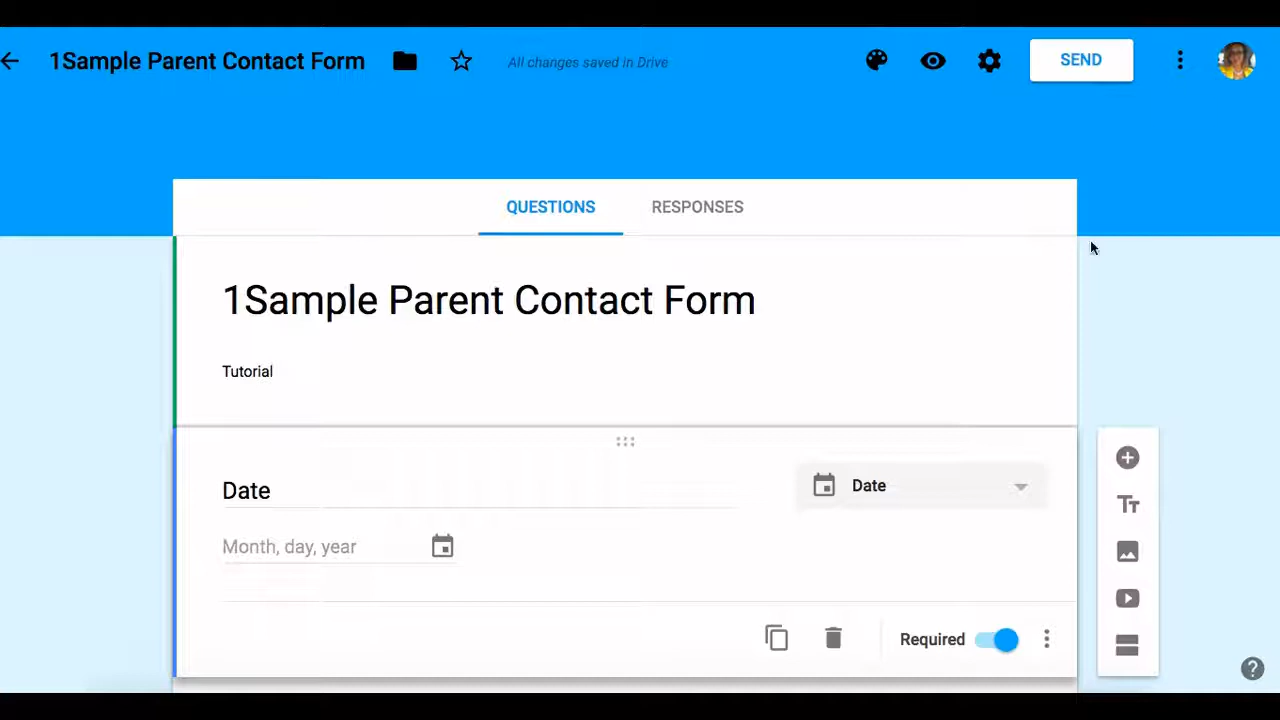 1Sample Parent Contact Form
All changes saved in Drive
SEND
QUESTIONS
RESPONSES
1Sample Parent Contact Form
Tutorial
Date
Date
Month, day, year
Required